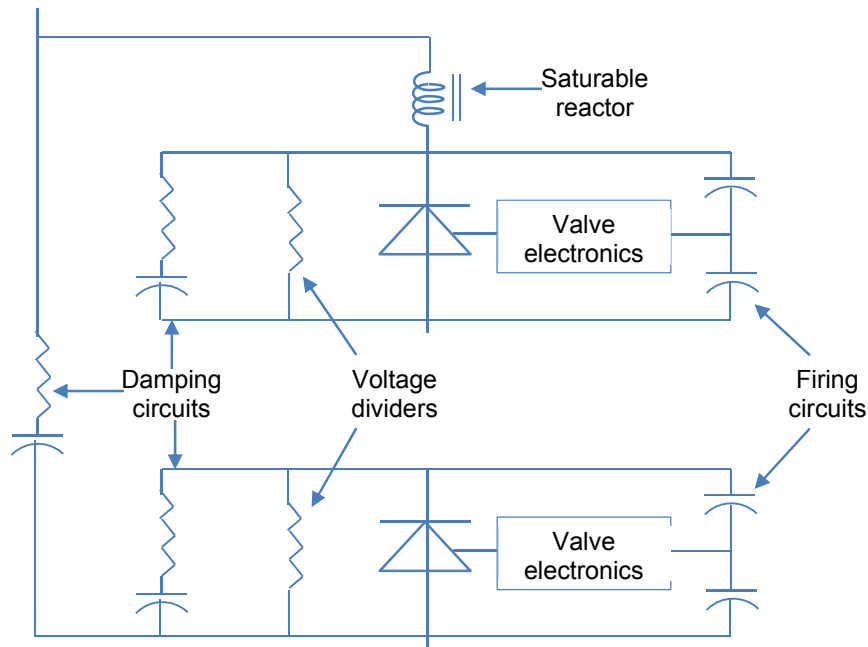 Saturable
reactor
Valve
electronics
Damping
circuits
Voltage
dividers
Firing
circuits
Valve
electronics